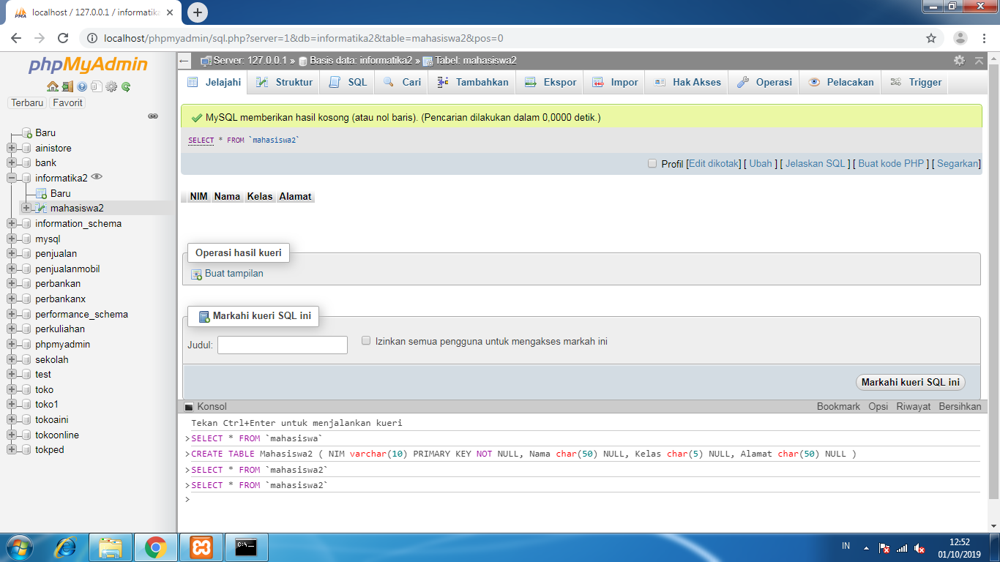 localhost / 127.0.0.1 / informatika
localhost/phpmyadmin/sql.php?server=1&db=informatika2&table=mahasiswa2&pos=0
phpMyAdmin
Terbaru Favorit
Baru
ainistore
bank
informatika2
Baru
mahasiswa2
information_schema
mysql
penjualan
penjualanmobil
perbankan
perbankanx
performance_schema
perkuliahan
phpmyadmin
sekolah
test
toko
toko1
tokoaini
tokoonline
tokped
Server: 127.0.0.1 » Basis data: informatika2 » Tabel: mahasiswa2
Jelajahi Struktur SQL Cari Tambahkan Ekspor Impor Hak Akses Operasi Pelacakan Trigger
MySQL memberikan hasil kosong (atau nol baris). (Pencarian dilakukan dalam 0,0000 detik.)
SELECT * FROM `mahasiswa2`
Profil [Edit dikotak] [ Ubah ] [ Jelaskan SQL ] [ Buat kode PHP ] [ Segarkan]
NIM Nama Kelas Alamat
Operasi hasil kueri
Buat tampilan
Markahi kueri SQL ini
Judul: Izinkan semua pengguna untuk mengakses markah ini
Markahi kueri SQL ini
Konsol Bookmark Opsi Riwayat Bersihkan
Tekan Ctrl+Enter untuk menjalankan kueri
>SELECT * FROM `mahasiswa`
>CREATE TABLE Mahasiswa2 ( NIM varchar(10) PRIMARY KEY NOT NULL, Nama char(50) NULL, Kelas char(5) NULL, Alamat char(50) NULL )
>SELECT * FROM `mahasiswa2`
>SELECT * FROM `mahasiswa2`
>
IN 12:52
01/10/2019